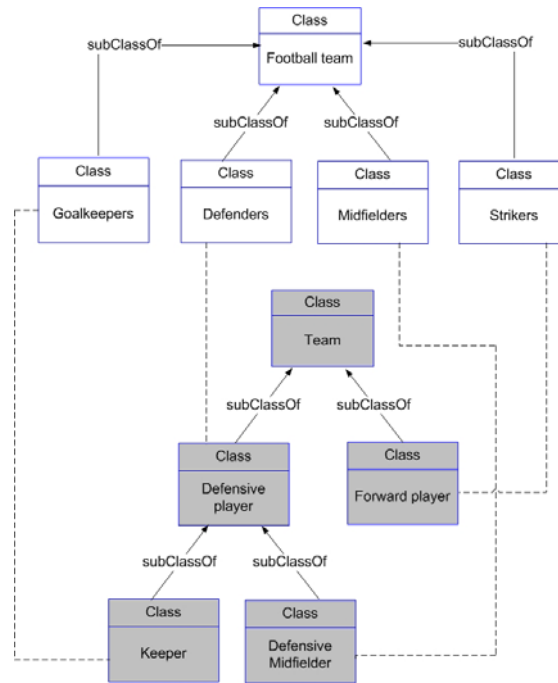 Class
Football team
subClassOf
subClassOf
subClassOf
subClassOf
Class
Goalkeepers
Class
Defenders
Class
Midfielders
Class
Strikers
Class
Team
subClassOf
subClassOf
Class
Defensive
player
Class
Forward player
subClassOf
subClassOf
Class
Keeper
Class
Defensive
Midfielder